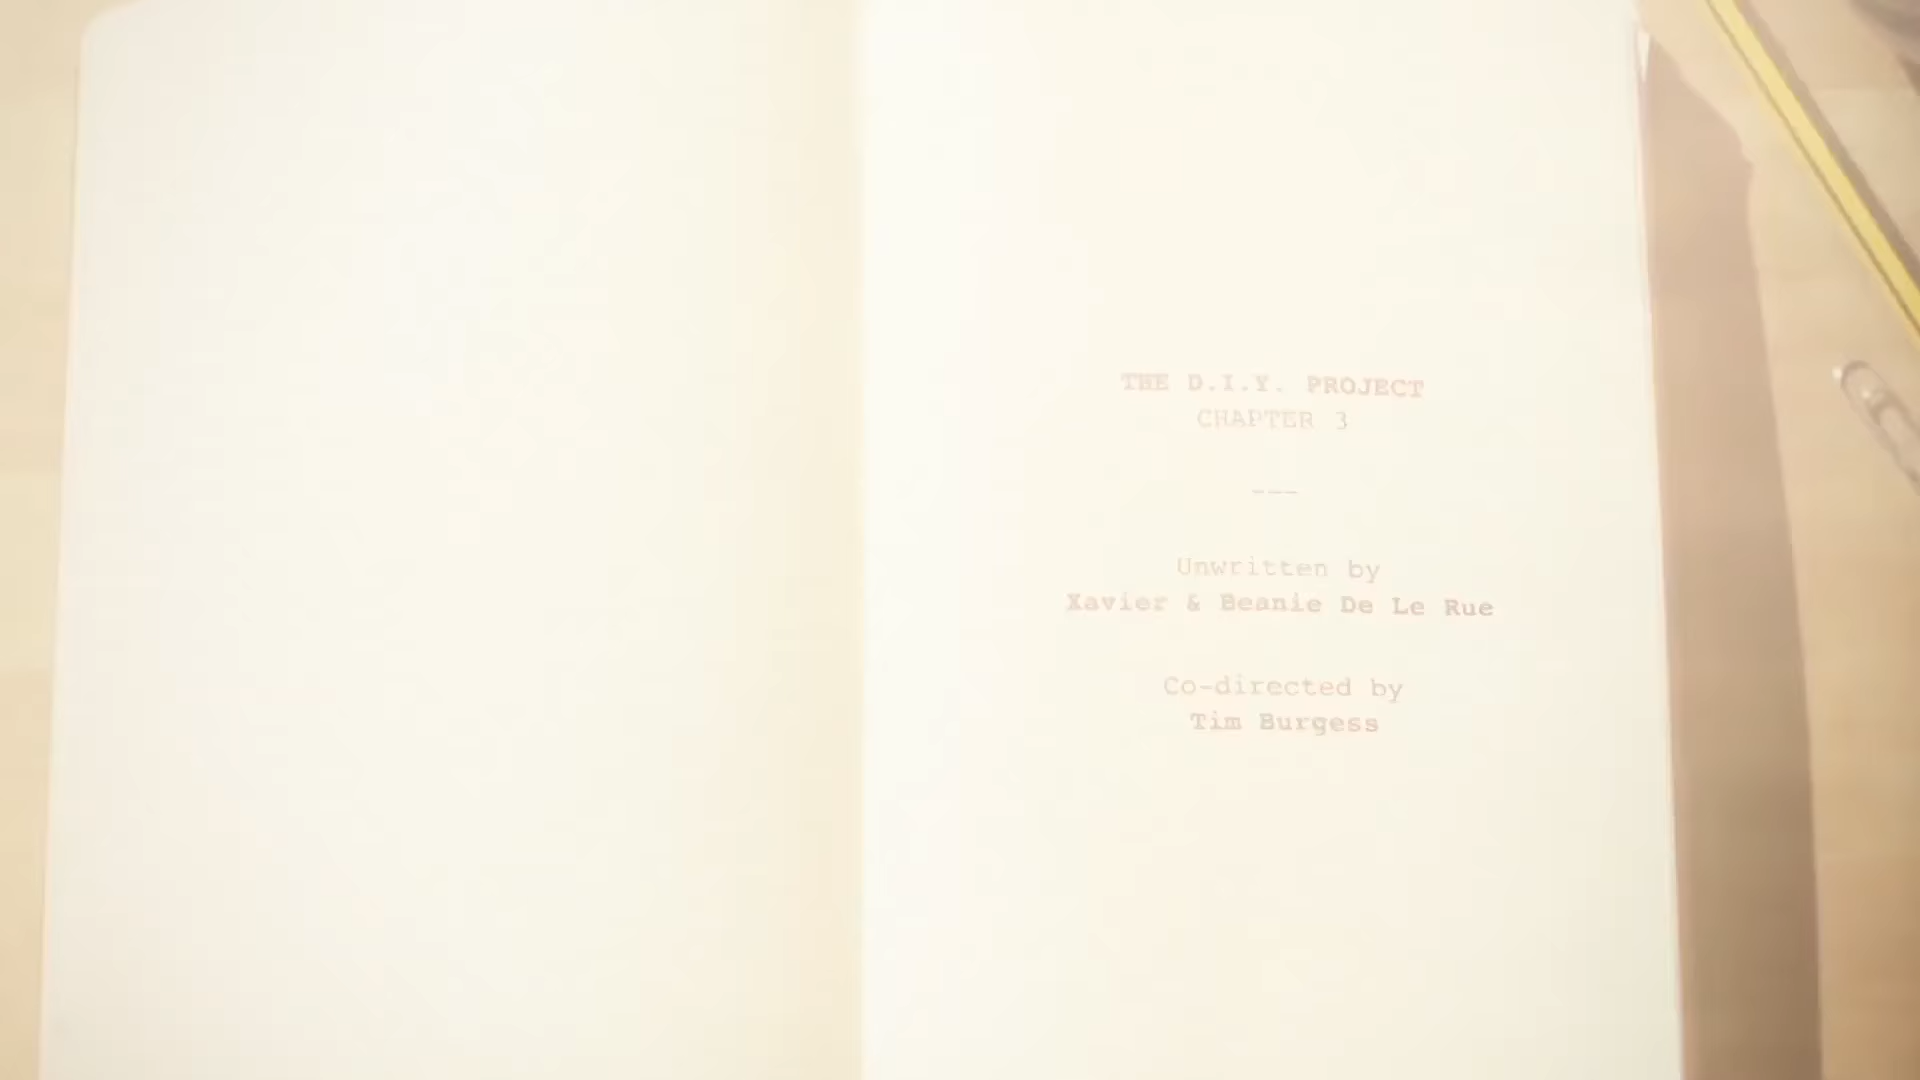 THE D.I.Y. PROJECT
CHAPTER 3
---
Unwritten by
Xavier & Beanie De Le Rue
Co-directed by
Tim Burgess